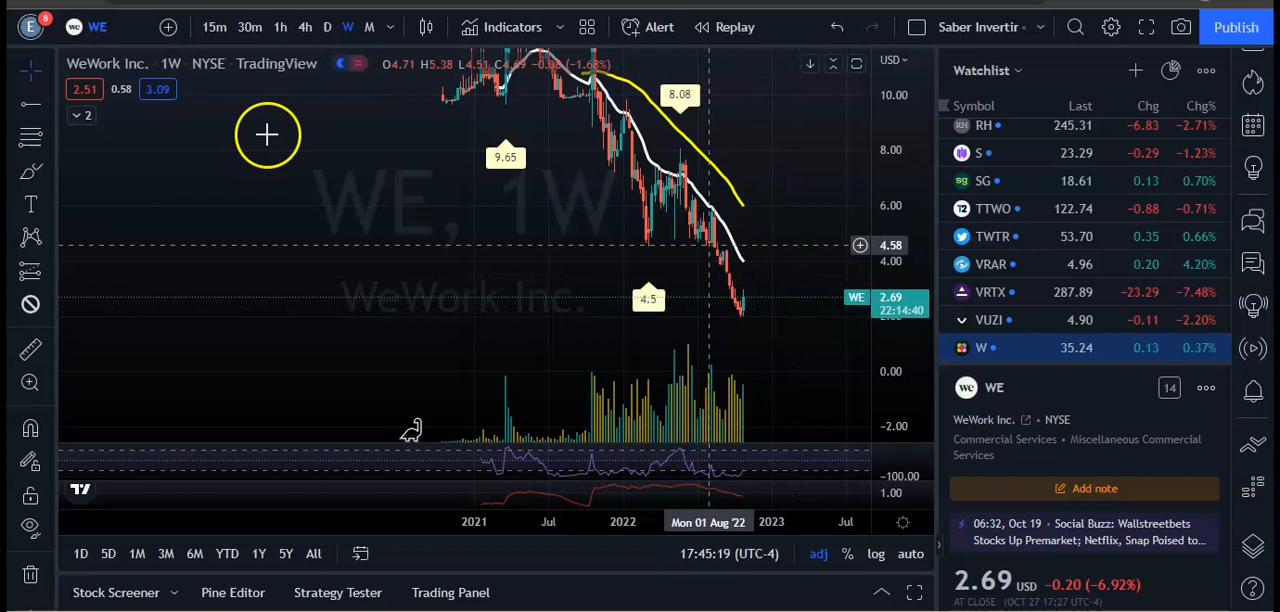 E 8 WE WE 15m 30m 1h 4h D W M Indicators Alert Replay Saber Invertir Publish
WeWork Inc. · 1W · NYSE · TradingView O4.71 H5.38 L4.51 C4.69 −0.08 (−1.68%)
2.51 0.58 3.09
2
WE, 1W
WeWork Inc.
9.65
8.08
4.5
USD
10.00
8.00
6.00
4.58
4.00
WE 2.69
22:14:40
0.00
−2.00
−100.00
1.00
2021 Jul 2022 Mon 01 Aug '22 2023 Jul
1D 5D 1M 3M 6M YTD 1Y 5Y All 17:45:19 (UTC-4) adj % log auto
Stock Screener Pine Editor Strategy Tester Trading Panel
Watchlist
Symbol Last Chg Chg%
RH RH 245.31 −6.83 −2.71%
S 23.29 −0.29 −1.23%
sg SG 18.61 0.13 0.70%
T2 TTWO 122.74 −0.88 −0.71%
TWTR 53.70 0.35 0.66%
VRAR 4.96 0.20 4.20%
VRTX 287.89 −23.29 −7.48%
VUZI 4.90 −0.11 −2.20%
W 35.24 0.13 0.37%
we WE 14
WeWork Inc. · NYSE
Commercial Services · Miscellaneous Commercial
Services
Add note
06:32, Oct 19 · Social Buzz: Wallstreetbets
Stocks Up Premarket; Netflix, Snap Poised to...
2.69 USD −0.20 (−6.92%)
AT CLOSE (OCT 27 17:27 UTC-4)